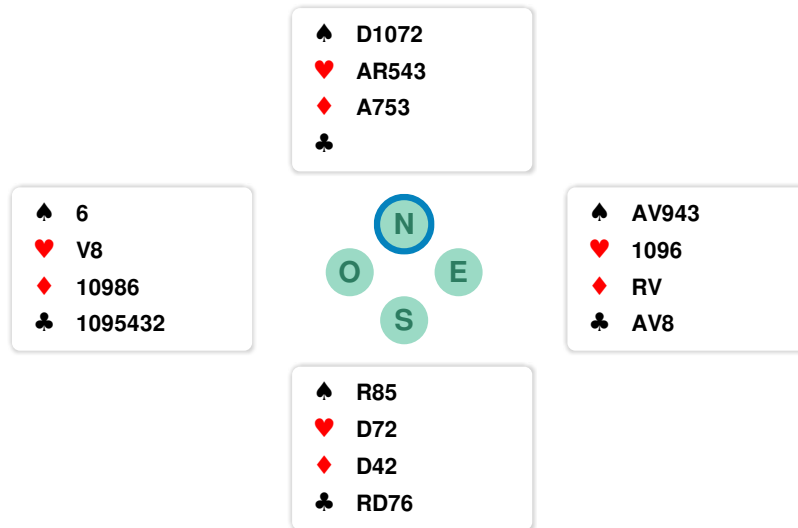 ♠ D1072
♥ AR543
♦ A753
♣
♠ 6
♥ V8
♦ 10986
♣ 1095432
N
O E
S
♠ AV943
♥ 1096
♦ RV
♣ AV8
♠ R85
♥ D72
♦ D42
♣ RD76